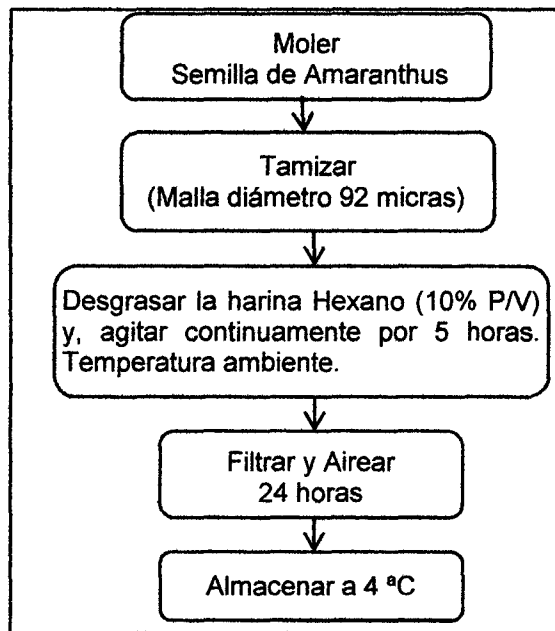 Moler
Semilla de Amaranthus
Tamizar
(Malla diámetro 92 micras)
Desgrasar la harina Hexano (10% P/V)
y, agitar continuamente por 5 horas.
Temperatura ambiente.
Filtrar y Airear
24 horas
Almacenar a 4 ªC